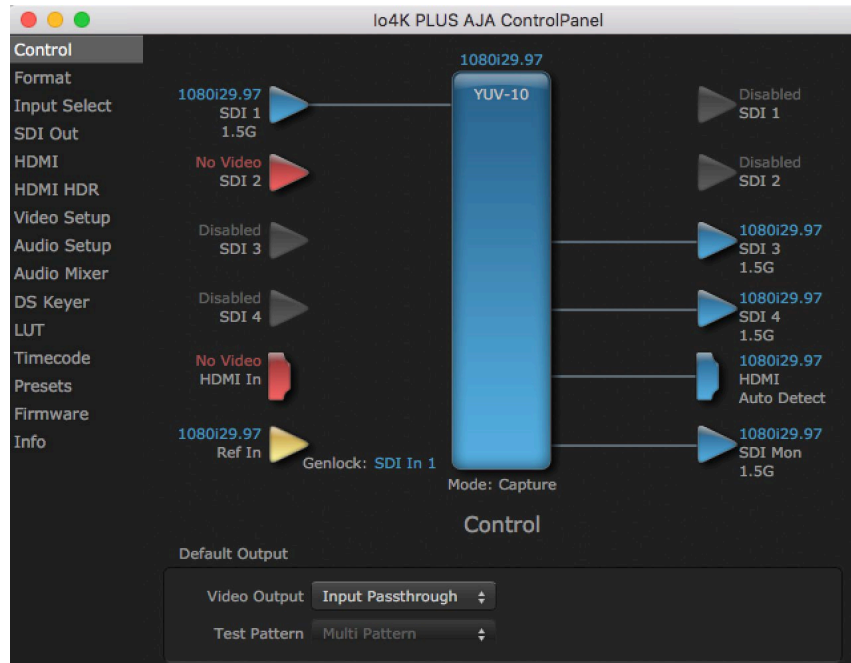 Io4K PLUS AJA ControlPanel
Control
Format
Input Select
SDI Out
HDMI
HDMI HDR
Video Setup
Audio Setup
Audio Mixer
DS Keyer
LUT
Timecode
Presets
Firmware
Info
1080i29.97
SDI 1
1.5G
No Video
SDI 2
Disabled
SDI 3
Disabled
SDI 4
No Video
HDMI In
1080i29.97
Ref In
Genlock: SDI In 1
1080i29.97
YUV-10
Mode: Capture
Disabled
SDI 1
Disabled
SDI 2
1080i29.97
SDI 3
1.5G
1080i29.97
SDI 4
1.5G
1080i29.97
HDMI
Auto Detect
1080i29.97
SDI Mon
1.5G
Control
Default Output
Video Output Input Passthrough
Test Pattern Multi Pattern